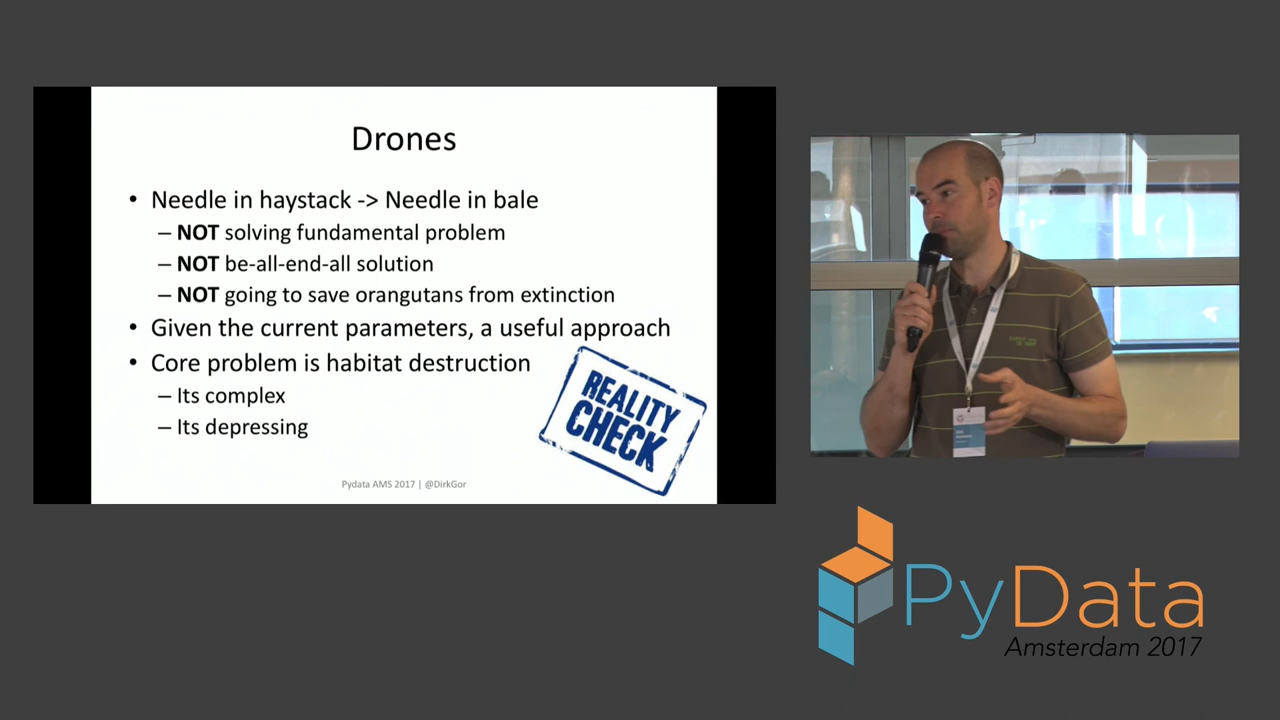 Drones
• Needle in haystack -> Needle in bale
– NOT solving fundamental problem
– NOT be-all-end-all solution
– NOT going to save orangutans from extinction
• Given the current parameters, a useful approach
• Core problem is habitat destruction
– Its complex
– Its depressing
REALITY
CHECK
Pydata AMS 2017 | @DirkGor
PyData
Amsterdam 2017